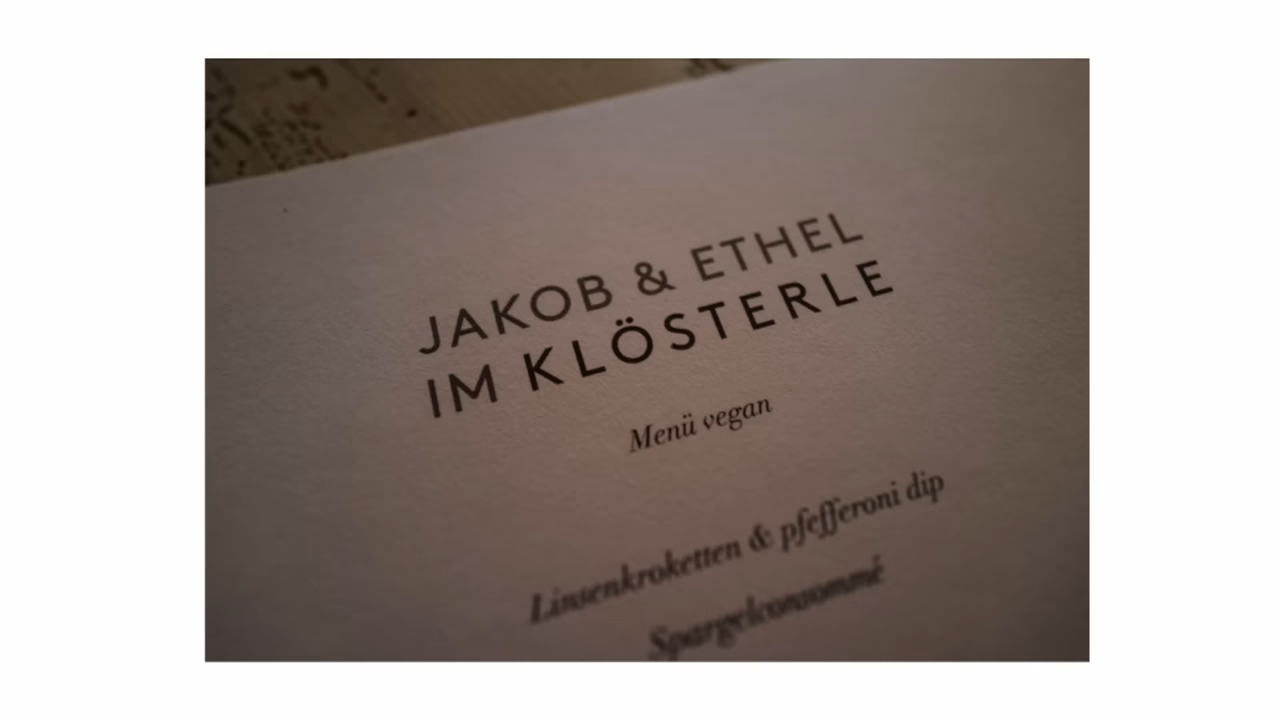 JAKOB & ETHEL
IM KLÖSTERLE
Menü vegan
Linsenkroketten & pfefferoni dip
Spargelconsommé